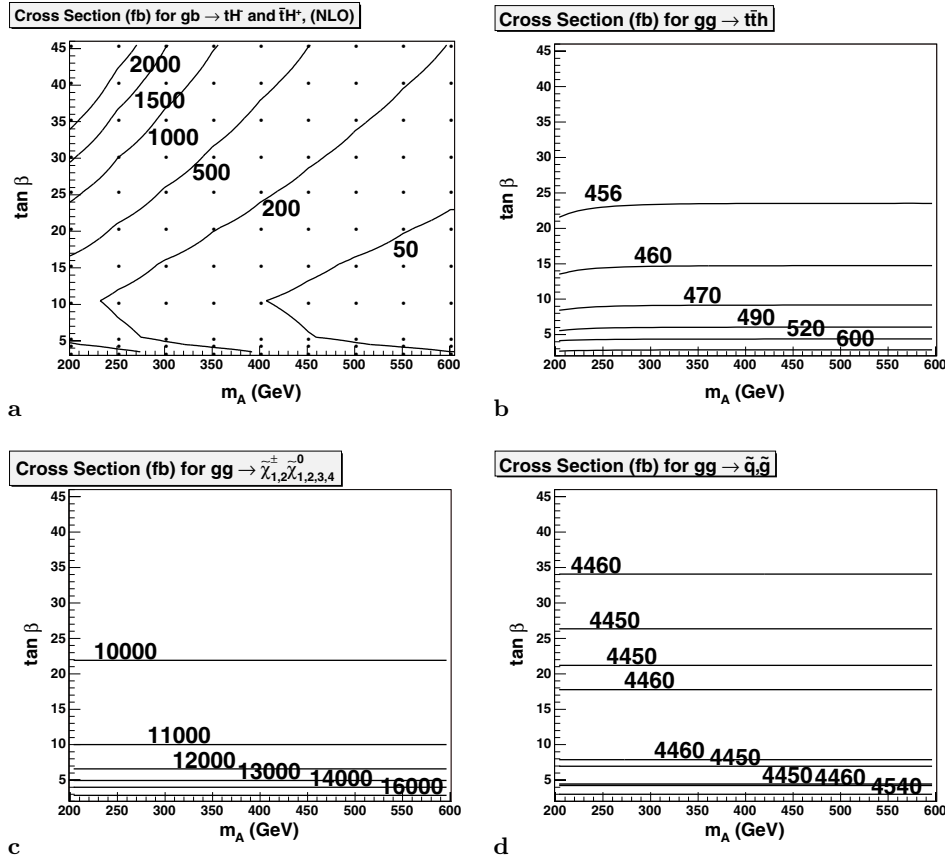 Cross Section (fb) for gb → tH⁻ and t̄H⁺, (NLO)
tan β
45
40
35
30
25
20
15
10
5
2000
1500
1000
500
200
50
200 250 300 350 400 450 500 550 600
m_A (GeV)
a
Cross Section (fb) for gg → tt̄h
tan β
45
40
35
30
25
20
15
10
5
456
460
470
490
520
600
200 250 300 350 400 450 500 550 600
m_A (GeV)
b
Cross Section (fb) for gg → χ̃±1,2 χ̃0 1,2,3,4
tan β
45
40
35
30
25
20
15
10
5
10000
11000
12000
13000
14000
16000
200 250 300 350 400 450 500 550 600
m_A (GeV)
c
Cross Section (fb) for gg → q̃,g̃
tan β
45
40
35
30
25
20
15
10
5
4460
4450
4450
4460
4460 4450
4450 4460 4540
200 250 300 350 400 450 500 550 600
m_A (GeV)
d